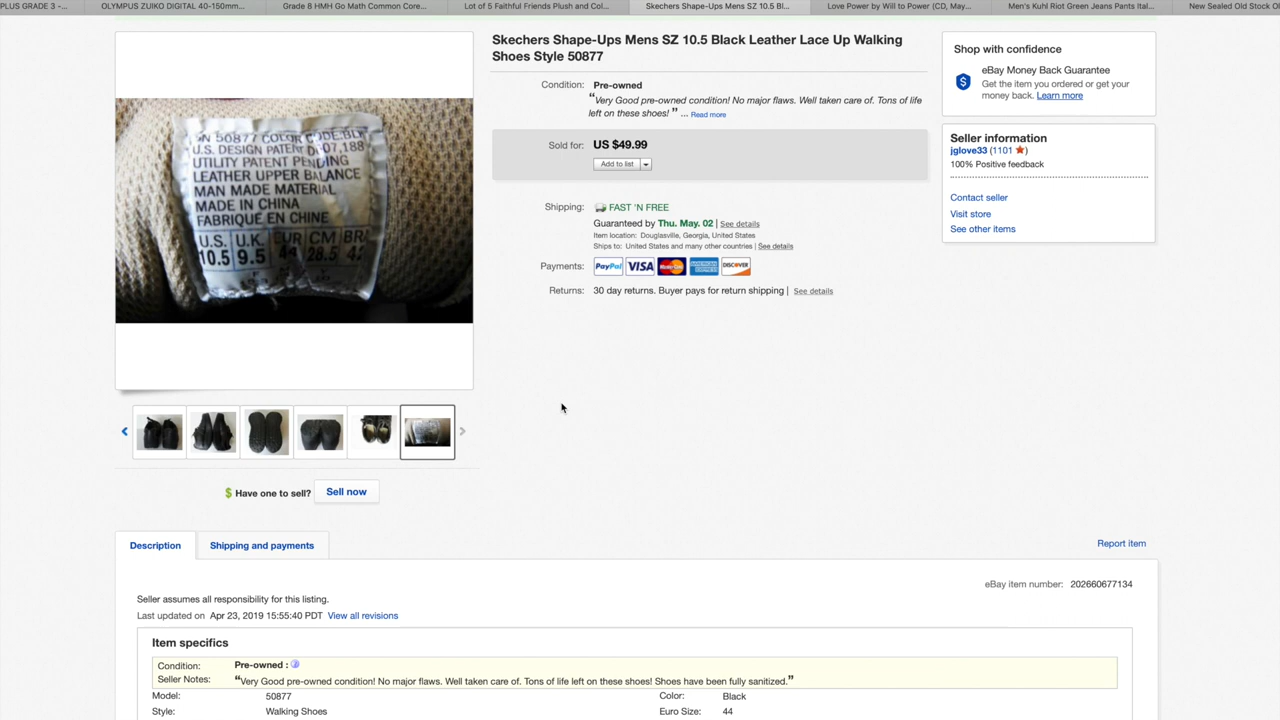 PLUS GRADE 3 -...
OLYMPUS ZUIKO DIGITAL 40-150mm...
Grade 8 HMH Go Math Common Core...
Lot of 5 Faithful Friends Plush and Col...
Skechers Shape-Ups Mens SZ 10.5 Bl...
Love Power by Will to Power (CD, May...
Men's Kuhl Riot Green Jeans Pants Ital...
New Sealed Old Stock Ol
Skechers Shape-Ups Mens SZ 10.5 Black Leather Lace Up Walking
Shoes Style 50877
Condition: Pre-owned
“Very Good pre-owned condition! No major flaws. Well taken care of. Tons of life
left on these shoes! ” ... Read more
Sold for: US $49.99
Add to list
Shipping: FAST 'N FREE
Guaranteed by Thu. May. 02 | See details
Item location: Douglasville, Georgia, United States
Ships to: United States and many other countries | See details
Payments: PayPal VISA MasterCard AMERICAN EXPRESS DISCOVER
Returns: 30 day returns. Buyer pays for return shipping | See details
Shop with confidence
$
eBay Money Back Guarantee
Get the item you ordered or get your
money back. Learn more
Seller information
jglove33 (1101 ★)
100% Positive feedback
Contact seller
Visit store
See other items
50877 COLOR CODE:BLK
U.S. DESIGN PATENT
UTILITY PATENT PENDING
LEATHER UPPER BALANCE
MAN MADE MATERIAL
MADE IN CHINA
FABRIQUE EN CHINE
U.S. U.K. EUR CM BR
10.5 9.5 44 28.5 42
$ Have one to sell? Sell now
Description
Shipping and payments
Report item
eBay item number: 202660677134
Seller assumes all responsibility for this listing.
Last updated on Apr 23, 2019 15:55:40 PDT View all revisions
Item specifics
Condition: Pre-owned :
Seller Notes: “Very Good pre-owned condition! No major flaws. Well taken care of. Tons of life left on these shoes! Shoes have been fully sanitized.”
Model: 50877
Color: Black
Style: Walking Shoes
Euro Size: 44